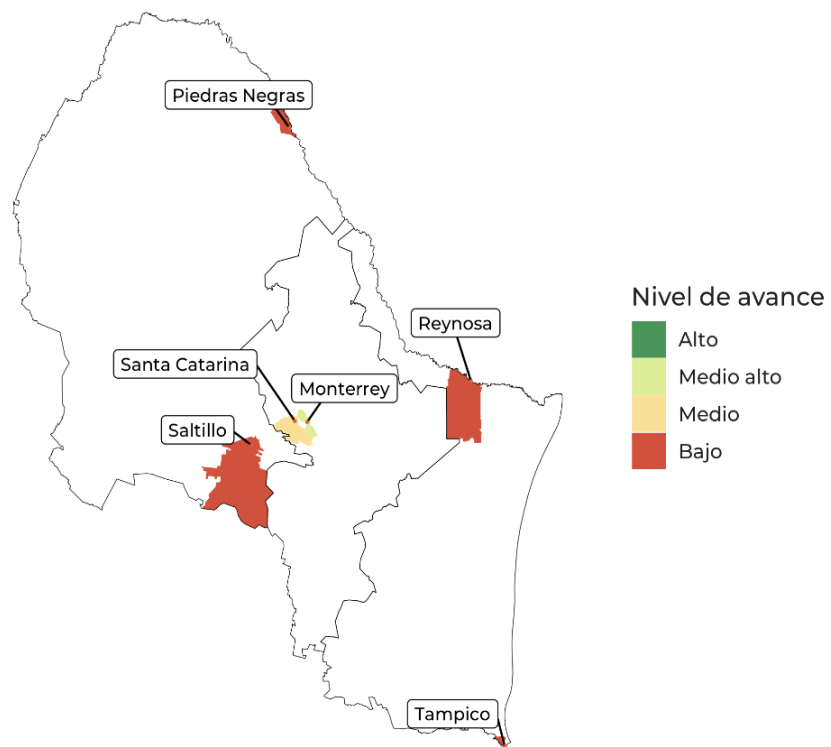 Piedras Negras
Nivel de avance
Reynosa
Alto
Santa Catarina
Medio alto
Monterrey
Medio
Saltillo
Bajo
Tampico